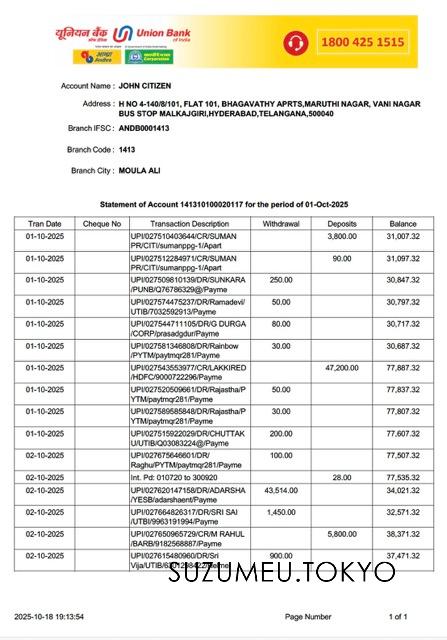 यूनियन बैंक Union Bank
of India
आन्ध्रा Andhra Corporation
1800 425 1515
Account Name : JOHN CITIZEN
Address : H NO 4-140/8/101, FLAT 101, BHAGAVATHY APRTS,MARUTHI NAGAR, VANI NAGAR
BUS STOP MALKAJGIRI,HYDERABAD,TELANGANA,500040
Branch IFSC : ANDB0001413
Branch Code : 1413
Branch City : MOULA ALI
Statement of Account 141310100020117 for the period of 01-Oct-2025
Tran Date Cheque No Transaction Description Withdrawal Deposits Balance
01-10-2025 UPI/027510403644/CR/SUMAN 3,800.00 31,007.32
PR/CITI/sumanppg-1/Apart
01-10-2025 UPI/027512284971/CR/SUMAN 90.00 31,097.32
PR/CITI/sumanppg-1/Apart
01-10-2025 UPI/027509810139/DR/SUNKARA 250.00 30,847.32
/PUNB/Q76786329@/Payme
01-10-2025 UPI/027574475237/DR/Ramadevi/ 50.00 30,797.32
UTIB/7032592913/Payme
01-10-2025 UPI/027544711105/DR/G DURGA 80.00 30,717.32
/CORP/prasadgdur/Payme
01-10-2025 UPI/027581346808/DR/Rainbow 30.00 30,687.32
/PYTM/paytmqr281/Payme
01-10-2025 UPI/027543553977/CR/LAKKIRED 47,200.00 77,887.32
/HDFC/9000722296/Payme
01-10-2025 UPI/027520509661/DR/Rajastha/P 50.00 77,837.32
YTM/paytmqr281/Payme
01-10-2025 UPI/027589585848/DR/Rajastha/P 30.00 77,807.32
YTM/paytmqr281/Payme
01-10-2025 UPI/027515922029/DR/CHUTTAK 200.00 77,607.32
U/UTIB/Q03083224@/Payme
02-10-2025 UPI/027675646601/DR/ 100.00 77,507.32
Raghu/PYTM/paytmqr281/Payme
02-10-2025 Int. Pd: 010720 to 300920 28.00 77,535.32
02-10-2025 UPI/027620147158/DR/ADARSHA 43,514.00 34,021.32
/YESB/adarshaent/Payme
02-10-2025 UPI/027664826317/DR/SRI SAI 1,450.00 32,571.32
/UTBI/9963191994/Payme
02-10-2025 UPI/027650965729/CR/M RAHUL 5,800.00 38,371.32
/BARB/9182568887/Payme
02-10-2025 UPI/027615480960/DR/Sri 900.00 37,471.32
SUZUMEU.TOKYO
2025-10-18 19:13:54 Page Number 1 of 1